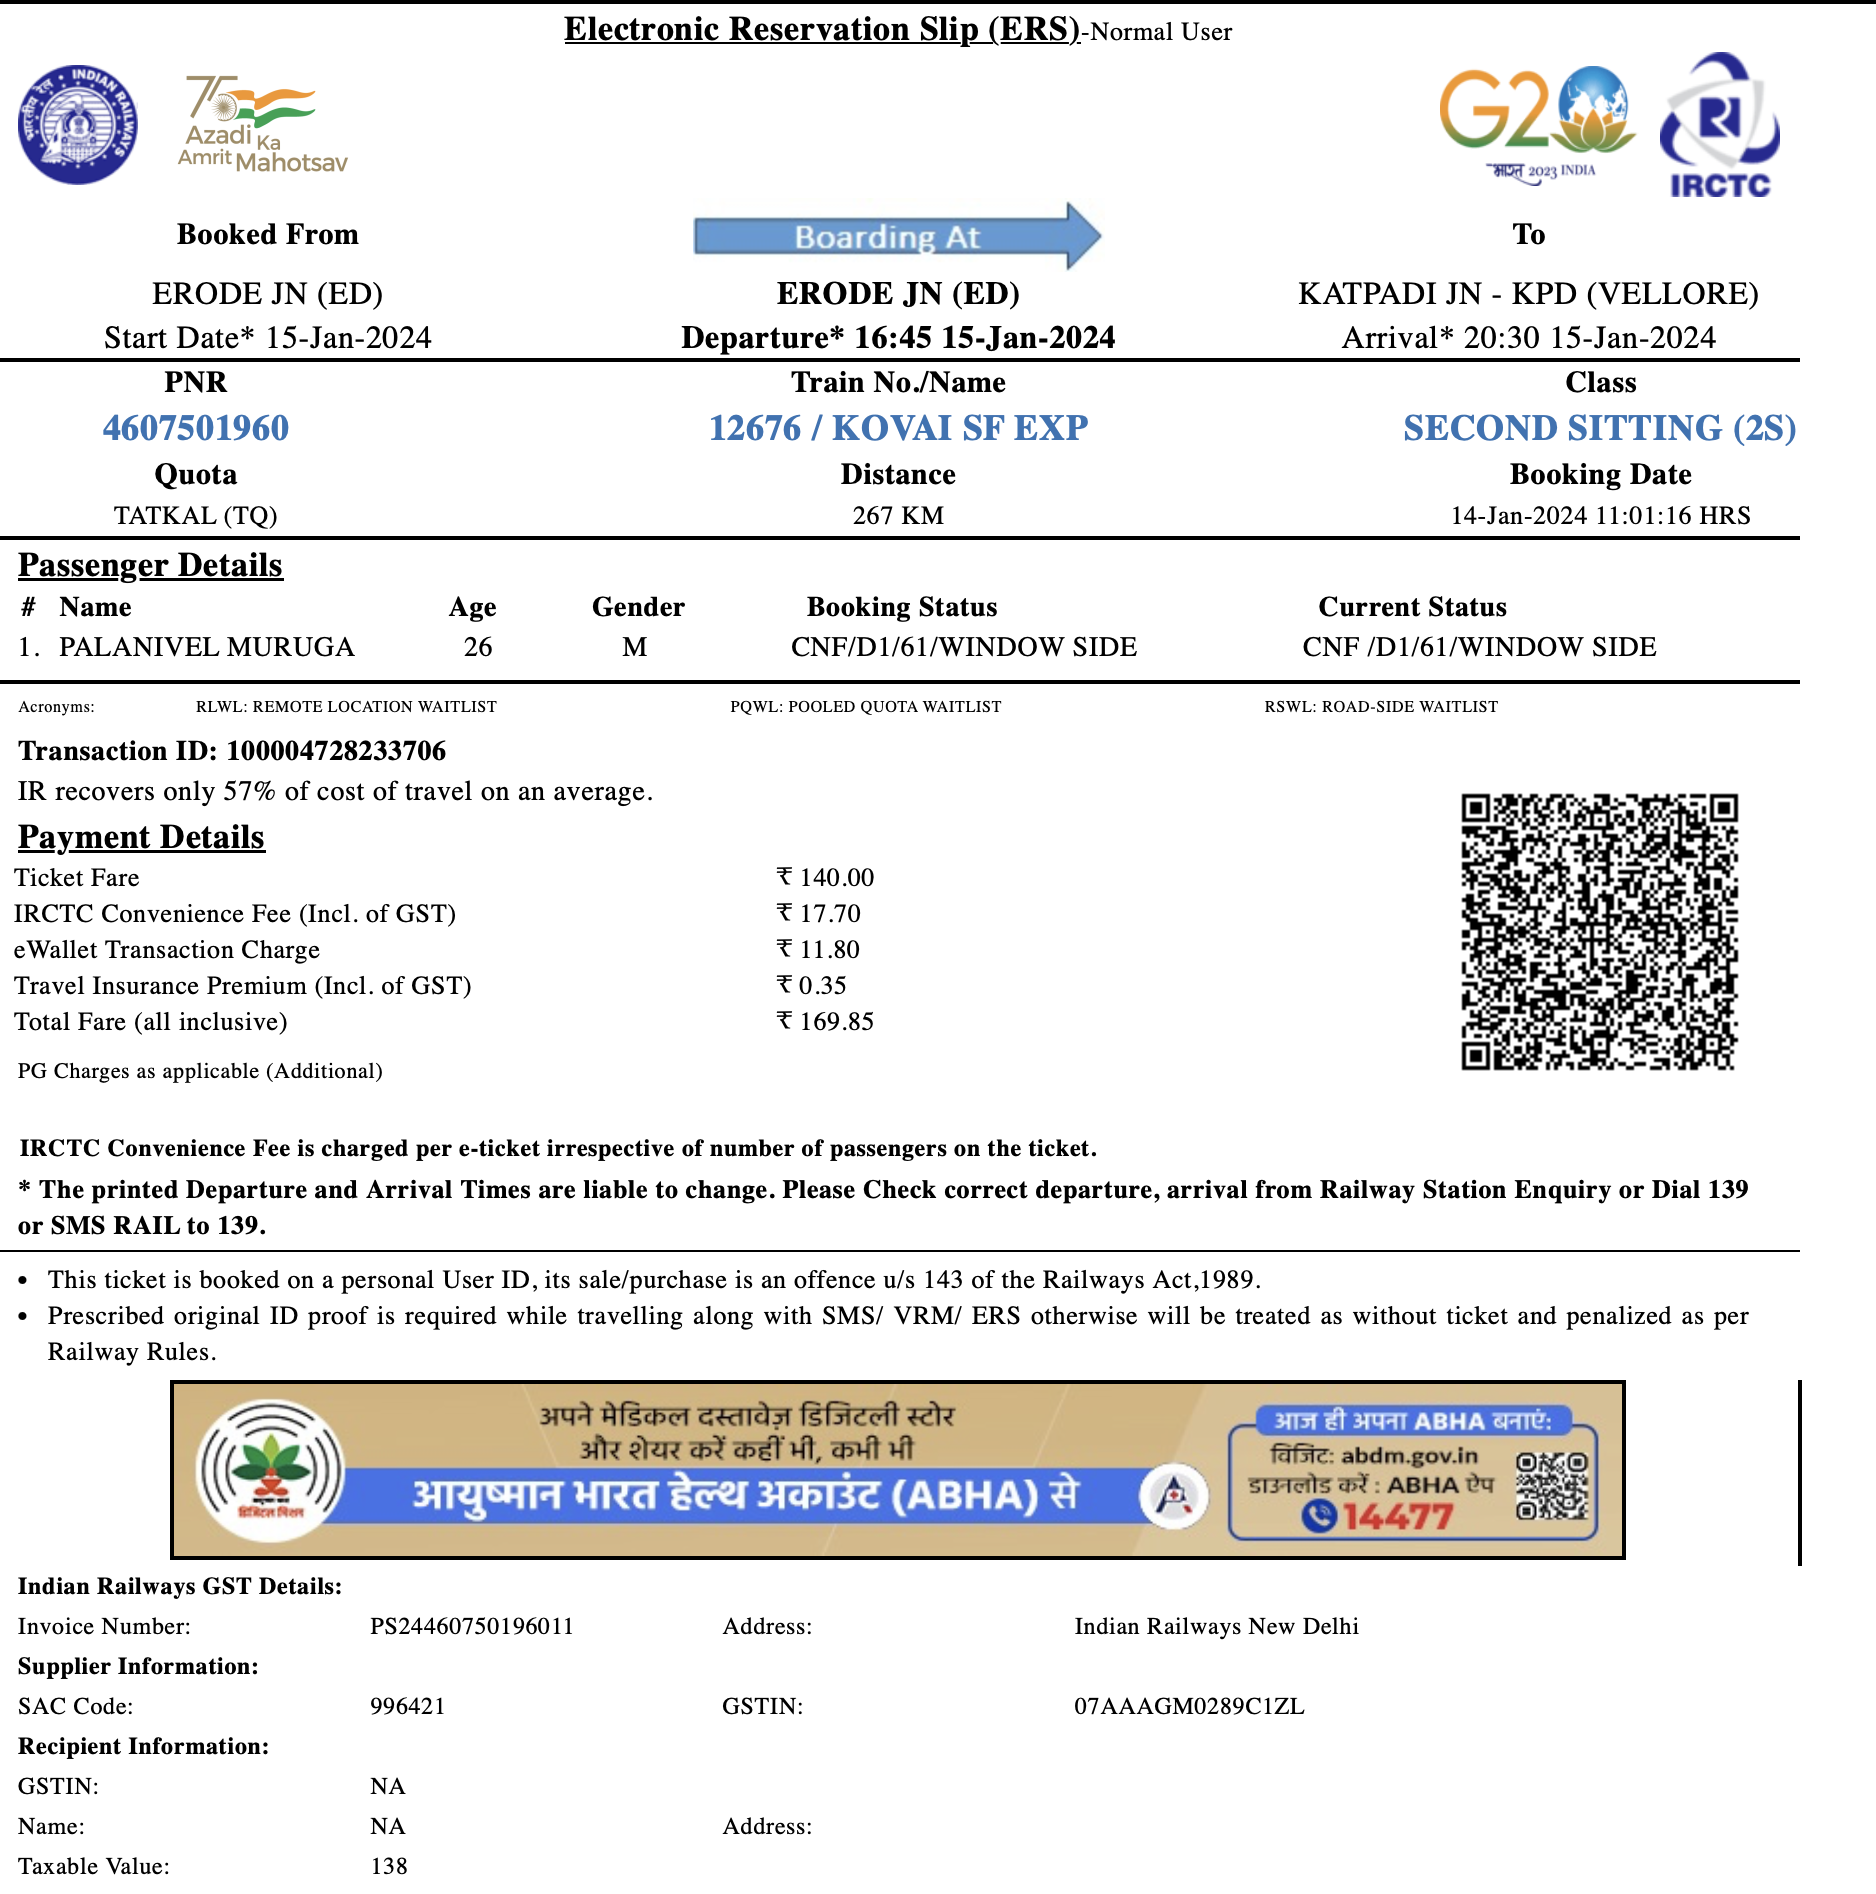 Electronic Reservation Slip (ERS)-Normal User
भारतीय रेल INDIAN RAILWAYS
75
Azadi Ka
Amrit Mahotsav
G20
भारत 2023 INDIA
IRCTC
Booked From Boarding At To
ERODE JN (ED) ERODE JN (ED) KATPADI JN - KPD (VELLORE)
Start Date* 15-Jan-2024 Departure* 16:45 15-Jan-2024 Arrival* 20:30 15-Jan-2024
PNR Train No./Name Class
4607501960 12676 / KOVAI SF EXP SECOND SITTING (2S)
Quota Distance Booking Date
TATKAL (TQ) 267 KM 14-Jan-2024 11:01:16 HRS
Passenger Details
# Name Age Gender Booking Status Current Status
1. PALANIVEL MURUGA 26 M CNF/D1/61/WINDOW SIDE CNF /D1/61/WINDOW SIDE
Acronyms: RLWL: REMOTE LOCATION WAITLIST PQWL: POOLED QUOTA WAITLIST RSWL: ROAD-SIDE WAITLIST
Transaction ID: 100004728233706
IR recovers only 57% of cost of travel on an average.
Payment Details
Ticket Fare ₹ 140.00
IRCTC Convenience Fee (Incl. of GST) ₹ 17.70
eWallet Transaction Charge ₹ 11.80
Travel Insurance Premium (Incl. of GST) ₹ 0.35
Total Fare (all inclusive) ₹ 169.85
PG Charges as applicable (Additional)
IRCTC Convenience Fee is charged per e-ticket irrespective of number of passengers on the ticket.
* The printed Departure and Arrival Times are liable to change. Please Check correct departure, arrival from Railway Station Enquiry or Dial 139
or SMS RAIL to 139.
• This ticket is booked on a personal User ID, its sale/purchase is an offence u/s 143 of the Railways Act,1989.
• Prescribed original ID proof is required while travelling along with SMS/ VRM/ ERS otherwise will be treated as without ticket and penalized as per
Railway Rules.
अपने मेडिकल दस्तावेज़ डिजिटली स्टोर
और शेयर करें कहीं भी, कभी भी
आयुष्मान भारत हेल्थ अकाउंट (ABHA) से
आज ही अपना ABHA बनाएं:
विजिट: abdm.gov.in
डाउनलोड करें : ABHA ऐप
14477
Indian Railways GST Details:
Invoice Number: PS24460750196011 Address: Indian Railways New Delhi
Supplier Information:
SAC Code: 996421 GSTIN: 07AAAGM0289C1ZL
Recipient Information:
GSTIN: NA
Name: NA Address:
Taxable Value: 138